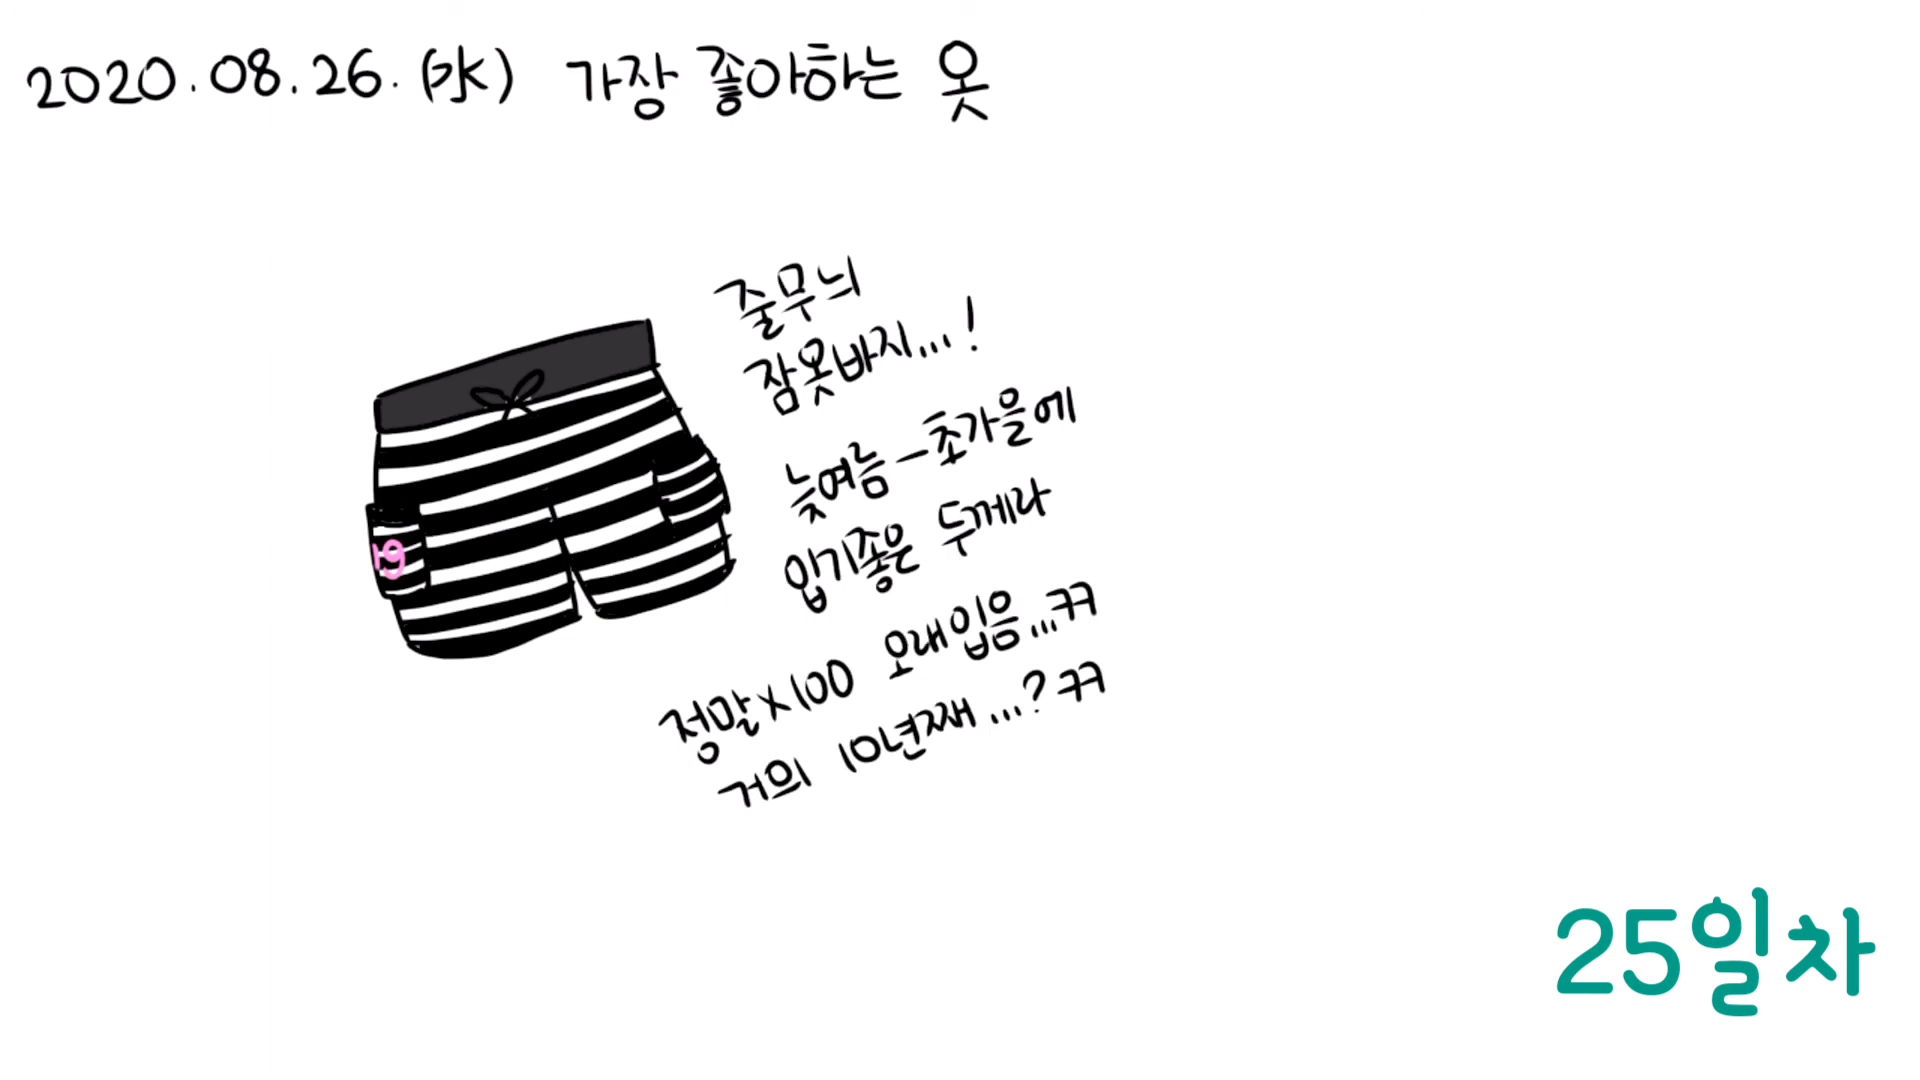 2020.08.26.(水) 가장 좋아하는 옷
줄무늬
잠옷바지...!
늦여름-초가을에
입기좋은 두께라
정말x100 오래입음...ㅋㅋ
거의 10년째...?ㅋㅋ
19
25일차